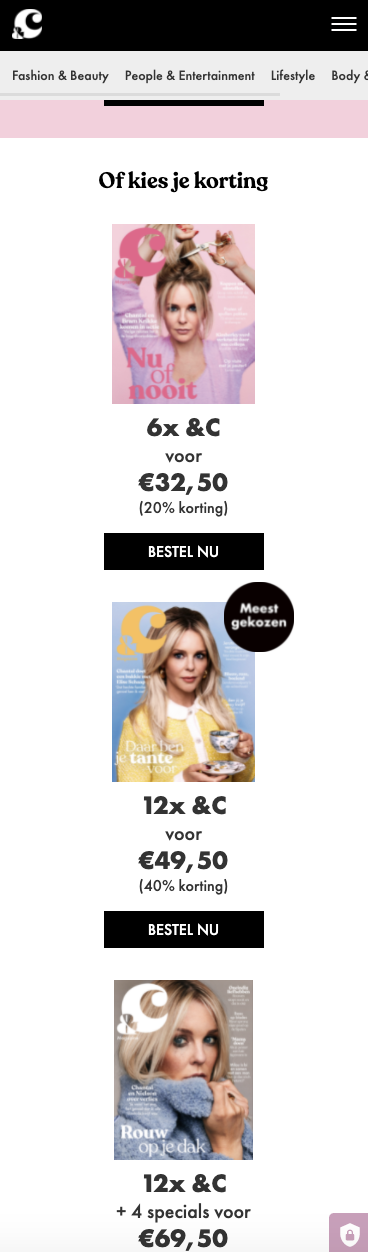 &C
Fashion & Beauty People & Entertainment Lifestyle Body &
Of kies je korting
&C
Nu
of
nooit
6x &C
voor
€32,50
(20% korting)
BESTEL NU
Meest
gekozen
&C
Daar ben
je tante
voor
12x &C
voor
€49,50
(40% korting)
BESTEL NU
&C
Rouw
op je dak
12x &C
+ 4 specials voor
€69,50